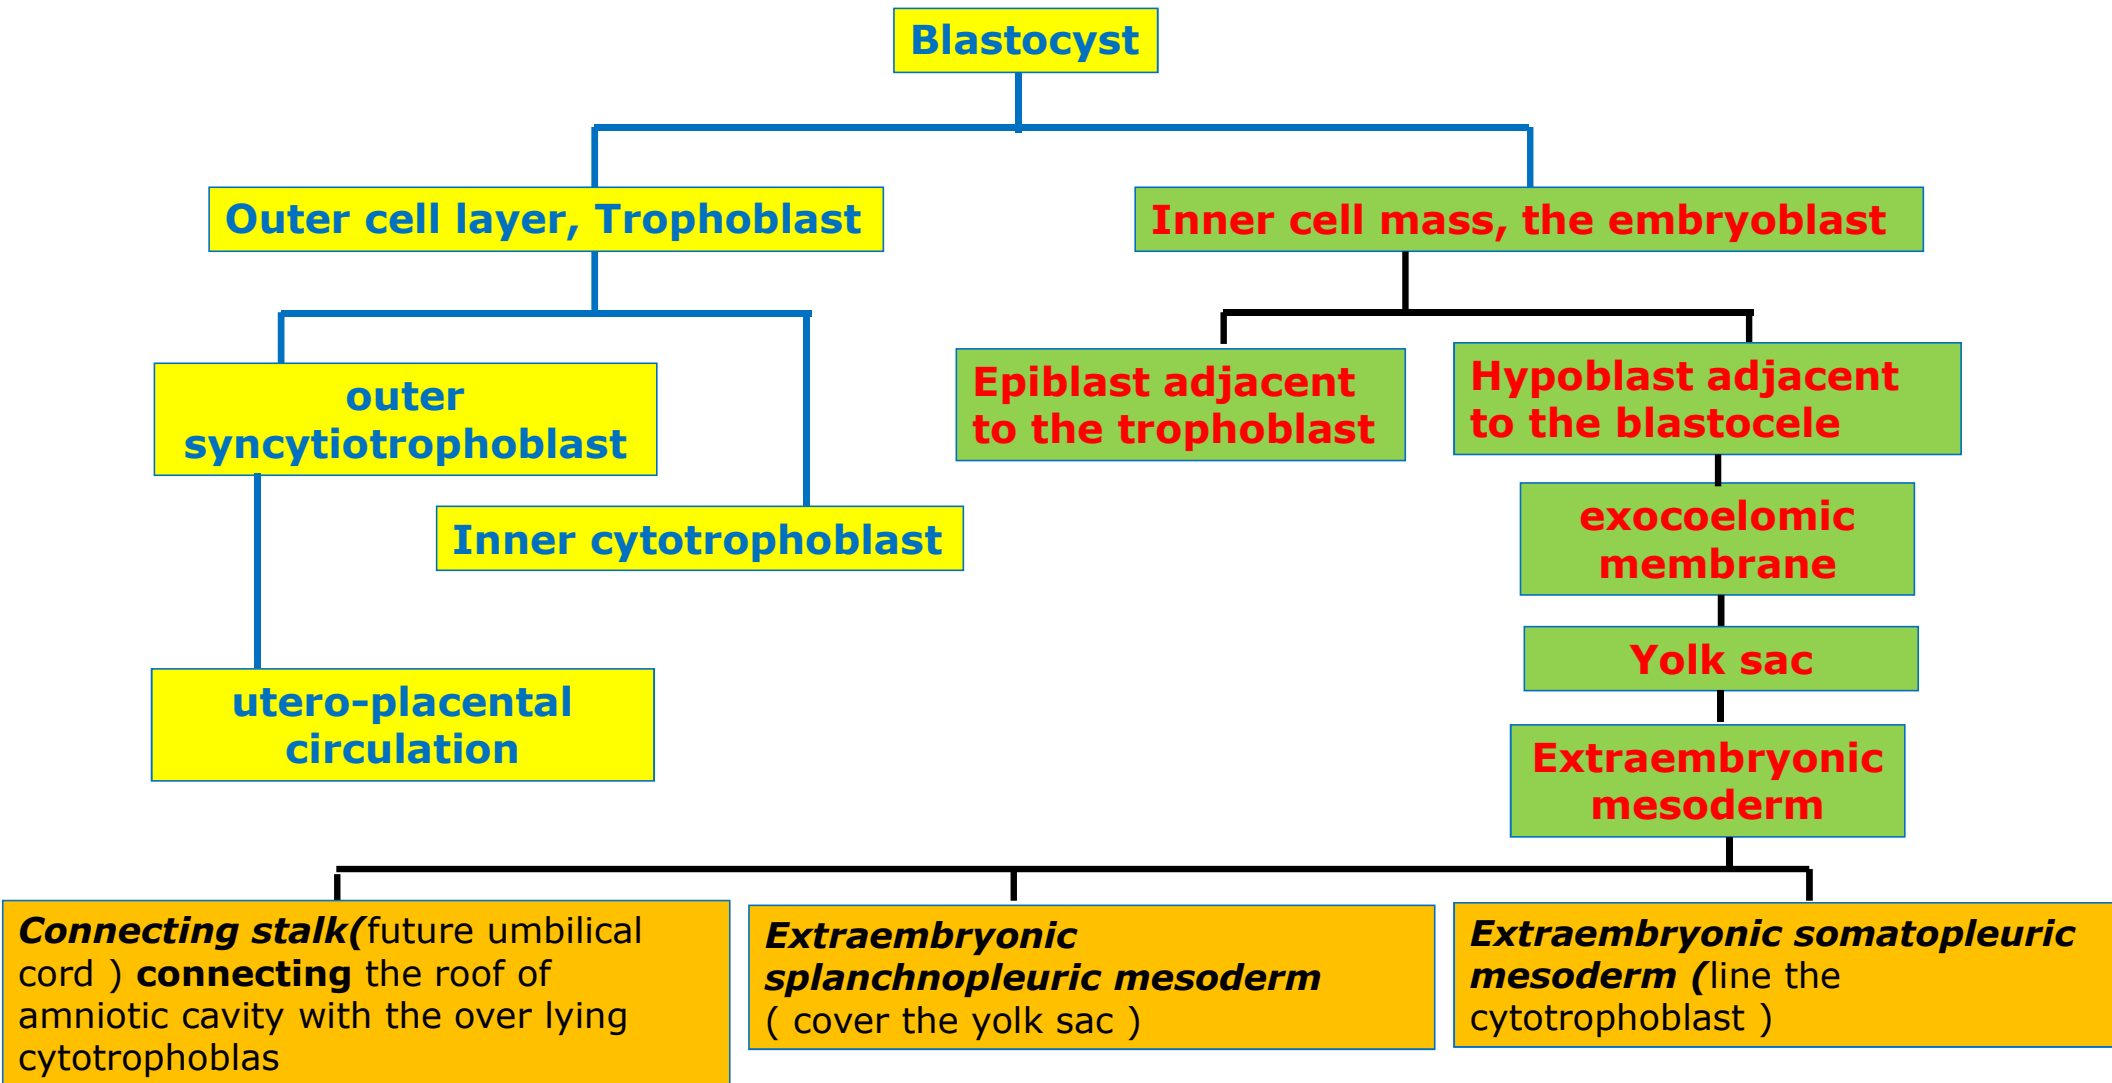 Blastocyst
Outer cell layer, Trophoblast
Inner cell mass, the embryoblast
outer
syncytiotrophoblast
Inner cytotrophoblast
utero-placental
circulation
Epiblast adjacent
to the trophoblast
Hypoblast adjacent
to the blastocele
exocoelomic
membrane
Yolk sac
Extraembryonic
mesoderm
Connecting stalk(future umbilical
cord ) connecting the roof of
amniotic cavity with the over lying
cytotrophoblas
Extraembryonic
splanchnopleuric mesoderm
( cover the yolk sac )
Extraembryonic somatopleuric
mesoderm (line the
cytotrophoblast )